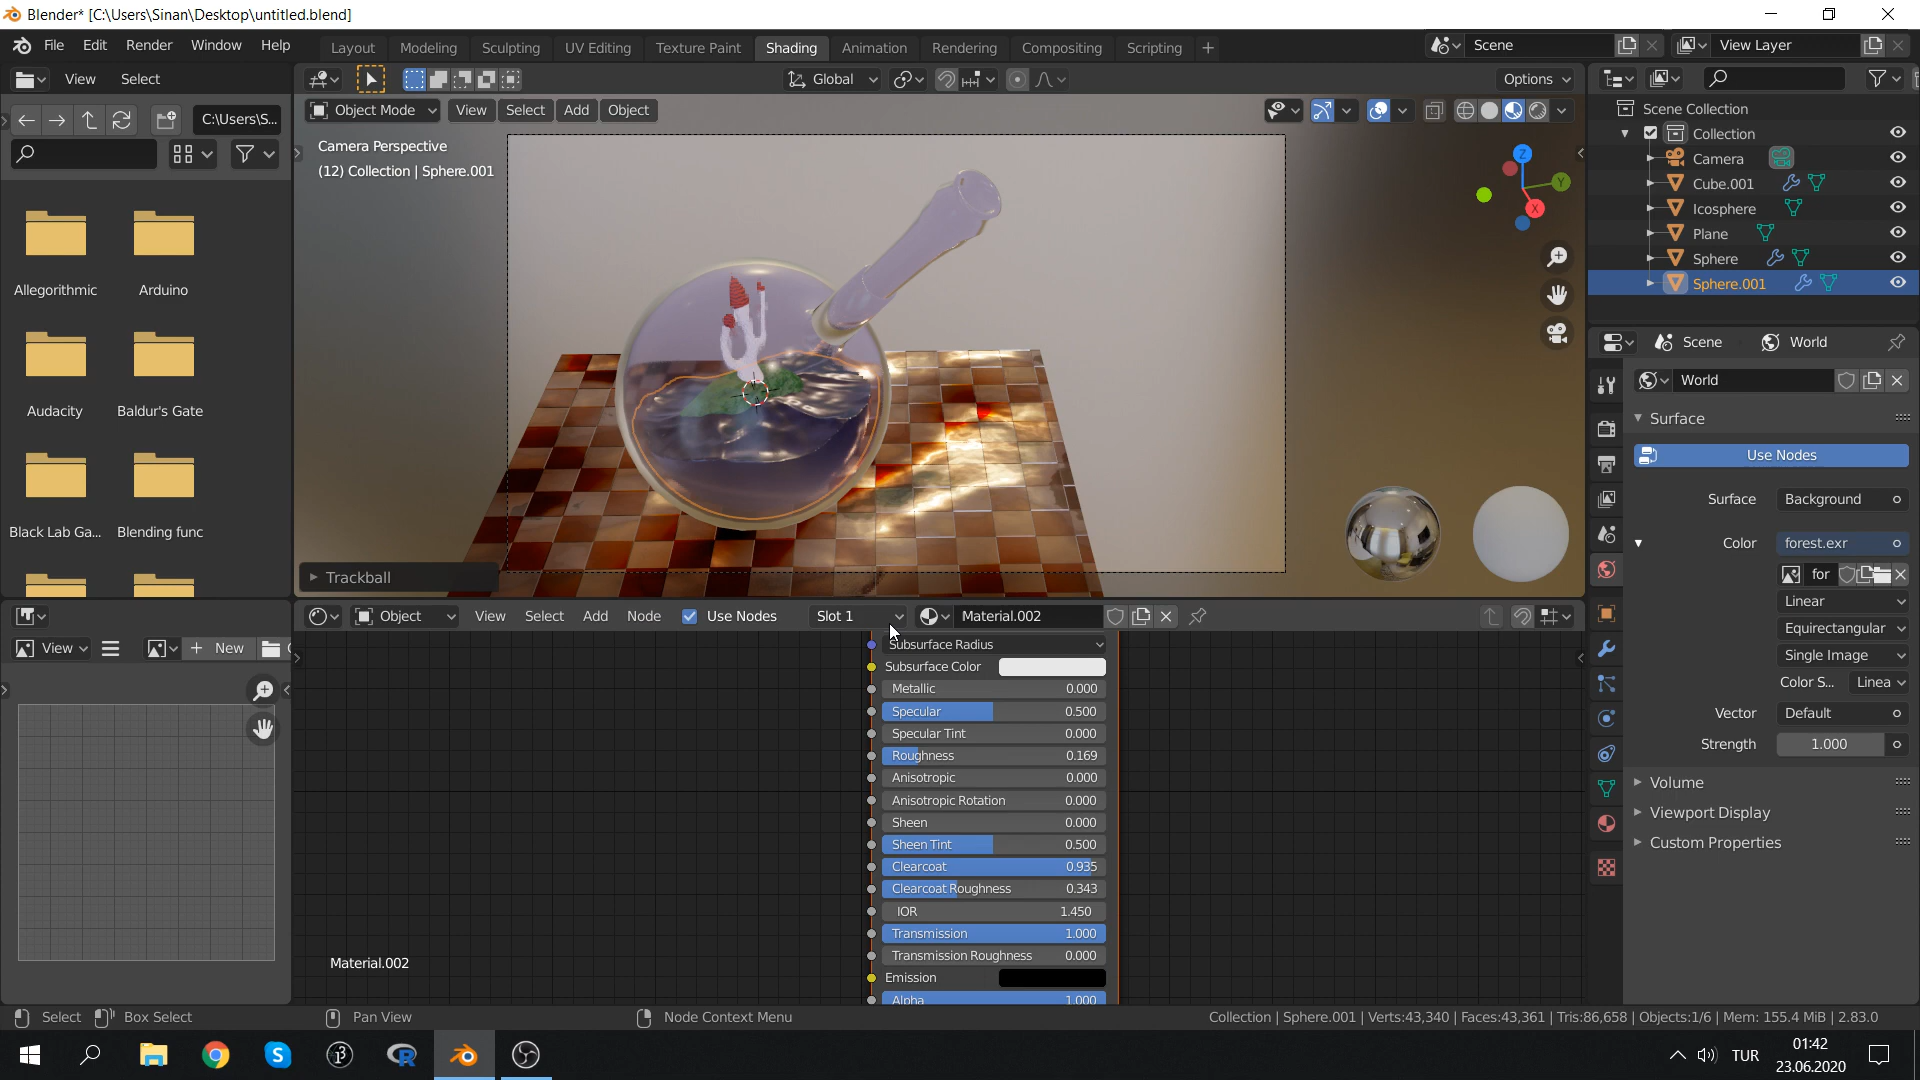 Blender* [C:\Users\Sinan\Desktop\untitled.blend]
File Edit Render Window Help Layout Modeling Sculpting UV Editing Texture Paint Shading Animation Rendering Compositing Scripting + Scene View Layer
View Select Global Options
Object Mode View Select Add Object
C:\Users\S...
Camera Perspective
(12) Collection | Sphere.001
Z
Y
X
Scene Collection
Collection
Camera
Cube.001
Icosphere
Plane
Sphere
Sphere.001
Allegorithmic Arduino
Audacity Baldur's Gate
Black Lab Ga... Blending func
Trackball
Scene World
World
Surface
Use Nodes
Surface Background
Color forest.exr
for
Linear
Equirectangular
Single Image
Color S... Linea
Vector Default
Strength 1.000
Volume
Viewport Display
Custom Properties
Object View Select Add Node Use Nodes Slot 1 Material.002
View + New
Subsurface Radius
Subsurface Color
Metallic 0.000
Specular 0.500
Specular Tint 0.000
Roughness 0.169
Anisotropic 0.000
Anisotropic Rotation 0.000
Sheen 0.000
Sheen Tint 0.500
Clearcoat 0.935
Clearcoat Roughness 0.343
IOR 1.450
Transmission 1.000
Transmission Roughness 0.000
Emission
Alpha 1.000
Material.002
Select Box Select Pan View Node Context Menu Collection | Sphere.001 | Verts:43,340 | Faces:43,361 | Tris:86,658 | Objects:1/6 | Mem: 155.4 MiB | 2.83.0
TUR
01:42
23.06.2020